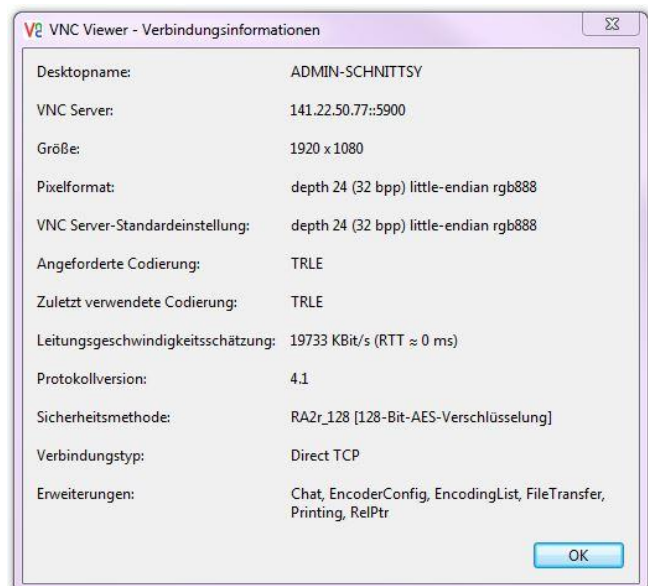 VNC Viewer - Verbindungsinformationen
Desktopname: ADMIN-SCHNITTSY
VNC Server: 141.22.50.77::5900
Größe: 1920 x 1080
Pixelformat: depth 24 (32 bpp) little-endian rgb888
VNC Server-Standardeinstellung: depth 24 (32 bpp) little-endian rgb888
Angeforderte Codierung: TRLE
Zuletzt verwendete Codierung: TRLE
Leitungsgeschwindigkeitsschätzung: 19733 KBit/s (RTT ≈ 0 ms)
Protokollversion: 4.1
Sicherheitsmethode: RA2r_128 [128-Bit-AES-Verschlüsselung]
Verbindungstyp: Direct TCP
Erweiterungen: Chat, EncoderConfig, EncodingList, FileTransfer,
Printing, RelPtr
OK